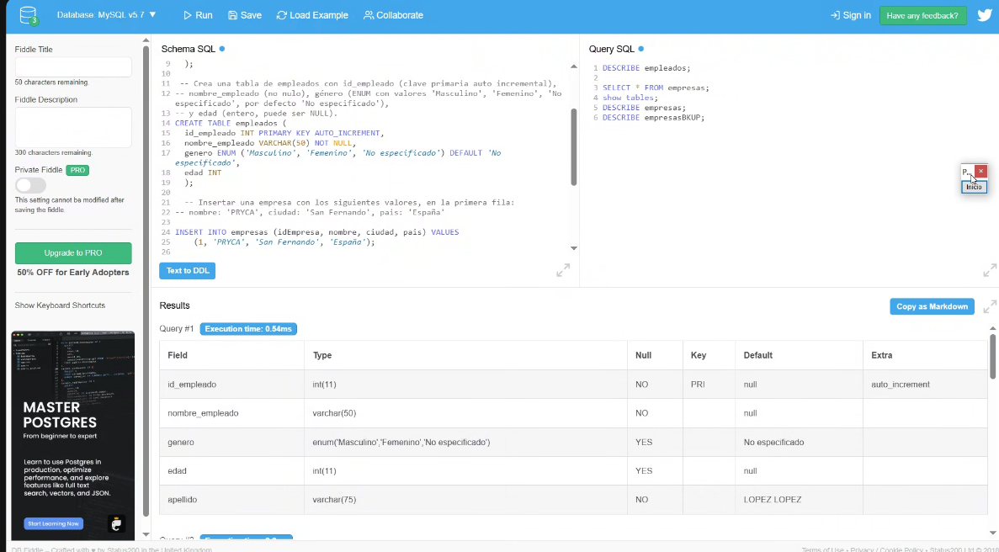 3
Database: MySQL v5.7 ▼
Run
Save
Load Example
Collaborate
Sign in
Have any feedback?
Fiddle Title
50 characters remaining.
Fiddle Description
300 characters remaining.
Private Fiddle PRO
This setting cannot be modified after
saving the fiddle.
Upgrade to PRO
50% OFF for Early Adopters
Show Keyboard Shortcuts
MASTER
POSTGRES
From beginner to expert
Learn to use Postgres in
production, optimize
performance, and explore
features like full text
search, vectors, and JSON.
Start Learning Now
Schema SQL
9 );
10
11 -- Crea una tabla de empleados con id_empleado (clave primaria auto incremental),
12 -- nombre_empleado (no nulo), género (ENUM con valores 'Masculino', 'Femenino', 'No
especificado', por defecto 'No especificado'),
13 -- y edad (entero, puede ser NULL).
14 CREATE TABLE empleados (
15 id_empleado INT PRIMARY KEY AUTO_INCREMENT,
16 nombre_empleado VARCHAR(50) NOT NULL,
17 genero ENUM ('Masculino', 'Femenino', 'No especificado') DEFAULT 'No
especificado',
18 edad INT
19 );
20
21 -- Insertar una empresa con los siguientes valores, en la primera fila:
22 -- nombre: 'PRYCA', ciudad: 'San Fernando', pais: 'España'
23
24 INSERT INTO empresas (idEmpresa, nombre, ciudad, pais) VALUES
25 (1, 'PRYCA', 'San Fernando', 'España');
26
Text to DDL
Query SQL
1 DESCRIBE empleados;
2
3 SELECT * FROM empresas;
4 show tables;
5 DESCRIBE empresas;
6 DESCRIBE empresasBKUP;
P...
Inicio
Results
Copy as Markdown
Query #1 Execution time: 0.54ms
Field Type Null Key Default Extra
id_empleado int(11) NO PRI null auto_increment
nombre_empleado varchar(50) NO null
genero enum('Masculino','Femenino','No especificado') YES No especificado
edad int(11) YES null
apellido varchar(75) NO LOPEZ LOPEZ
DB Fiddle – Crafted with ♥ by Status200 in the United Kingdom.
Terms of Use • Privacy / Cookie Policy • Status200 Ltd © 2018